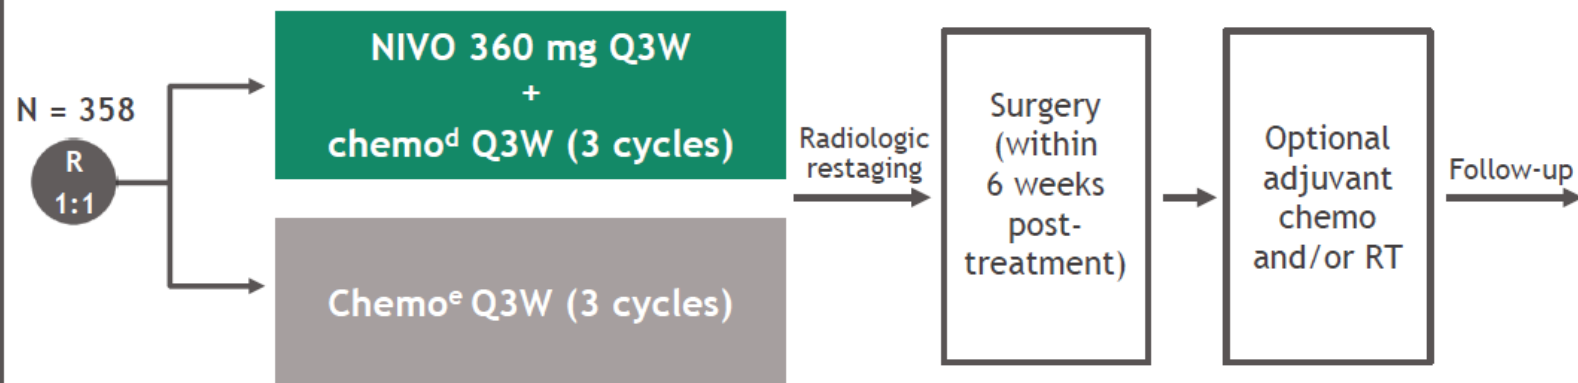 N = 358
R
1:1
NIVO 360 mg Q3W
+
chemoᵈ Q3W (3 cycles)
Chemoᵉ Q3W (3 cycles)
Radiologic
restaging
Surgery
(within
6 weeks
post-
treatment)
Optional
adjuvant
chemo
and/or RT
Follow-up